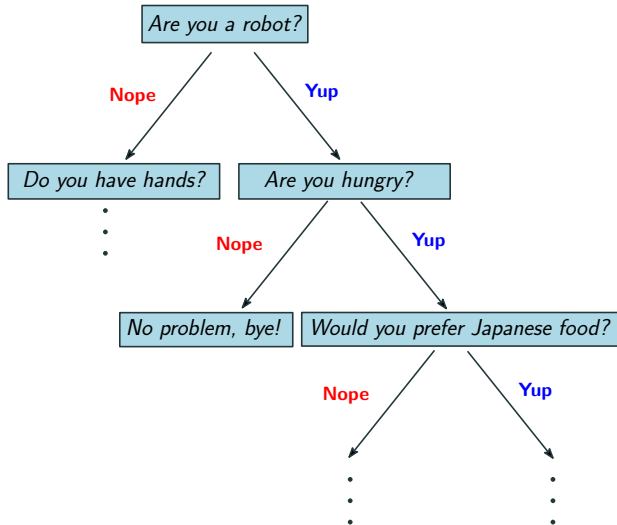 Are you a robot?
Nope
Yup
Do you have hands?
Are you hungry?
Nope
Yup
No problem, bye!
Would you prefer Japanese food?
Nope
Yup